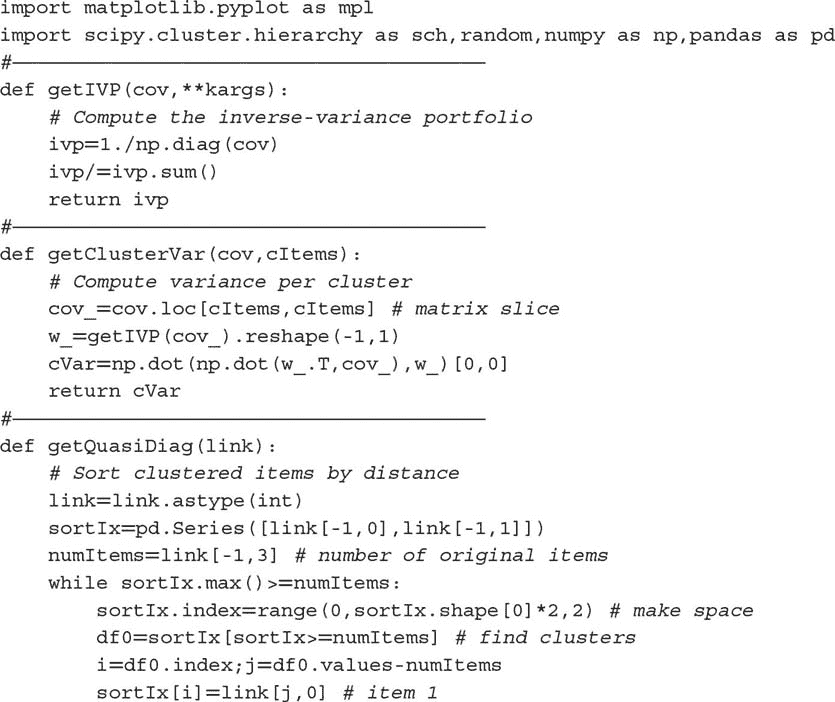 import matplotlib.pyplot as mpl
import scipy.cluster.hierarchy as sch,random,numpy as np,pandas as pd
#———————————————————————————————————————
def getIVP(cov,**kargs):
    # Compute the inverse-variance portfolio
    ivp=1./np.diag(cov)
    ivp/=ivp.sum()
    return ivp
#———————————————————————————————————————
def getClusterVar(cov,cItems):
    # Compute variance per cluster
    cov_=cov.loc[cItems,cItems] # matrix slice
    w_=getIVP(cov_).reshape(-1,1)
    cVar=np.dot(np.dot(w_.T,cov_),w_)[0,0]
    return cVar
#———————————————————————————————————————
def getQuasiDiag(link):
    # Sort clustered items by distance
    link=link.astype(int)
    sortIx=pd.Series([link[-1,0],link[-1,1]])
    numItems=link[-1,3] # number of original items
    while sortIx.max()>=numItems:
        sortIx.index=range(0,sortIx.shape[0]*2,2) # make space
        df0=sortIx[sortIx>=numItems] # find clusters
        i=df0.index;j=df0.values-numItems
        sortIx[i]=link[j,0] # item 1